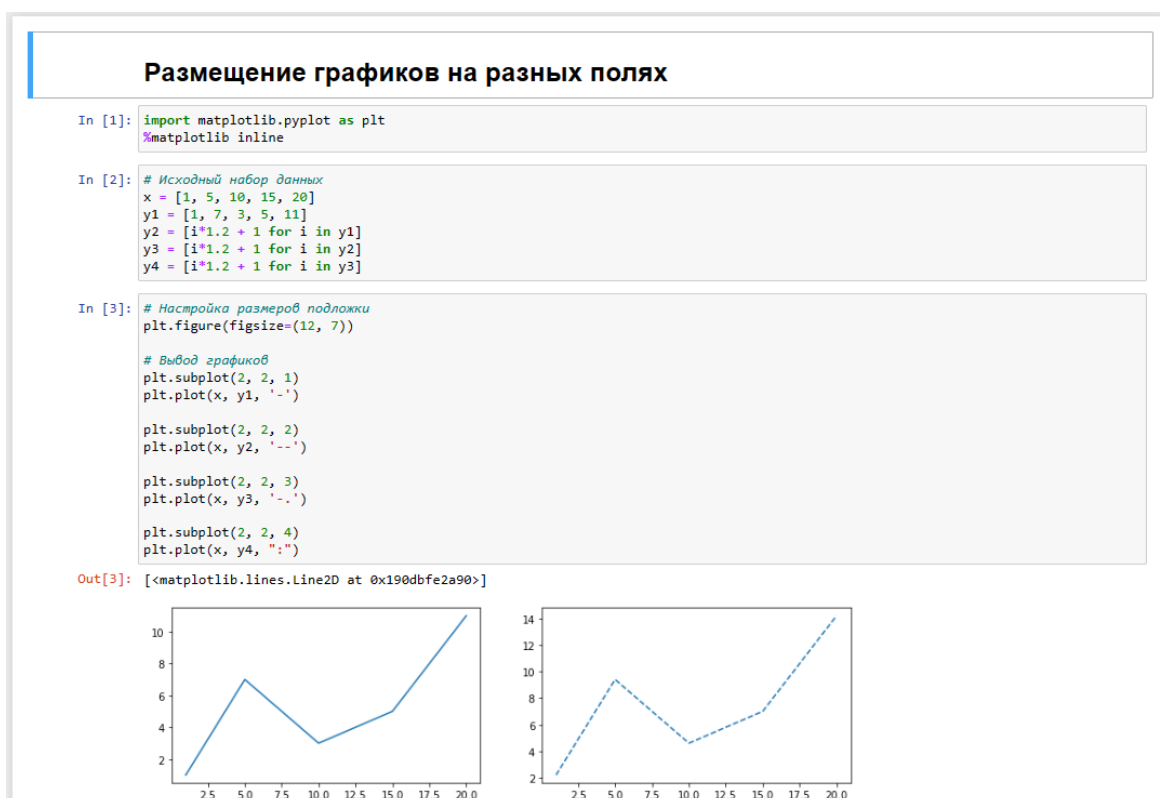 Размещение графиков на разных полях
In [1]: import matplotlib.pyplot as plt
%matplotlib inline
In [2]: # Исходный набор данных
x = [1, 5, 10, 15, 20]
y1 = [1, 7, 3, 5, 11]
y2 = [i*1.2 + 1 for i in y1]
y3 = [i*1.2 + 1 for i in y2]
y4 = [i*1.2 + 1 for i in y3]
In [3]: # Настройка размеров подложки
plt.figure(figsize=(12, 7))
# Вывод графиков
plt.subplot(2, 2, 1)
plt.plot(x, y1, '-')
plt.subplot(2, 2, 2)
plt.plot(x, y2, '--')
plt.subplot(2, 2, 3)
plt.plot(x, y3, '-.')
plt.subplot(2, 2, 4)
plt.plot(x, y4, ":")
Out[3]: [<matplotlib.lines.Line2D at 0x190dbfe2a90>]
10
8
6
4
2
2.5 5.0 7.5 10.0 12.5 15.0 17.5 20.0
14
12
10
8
6
4
2
2.5 5.0 7.5 10.0 12.5 15.0 17.5 20.0